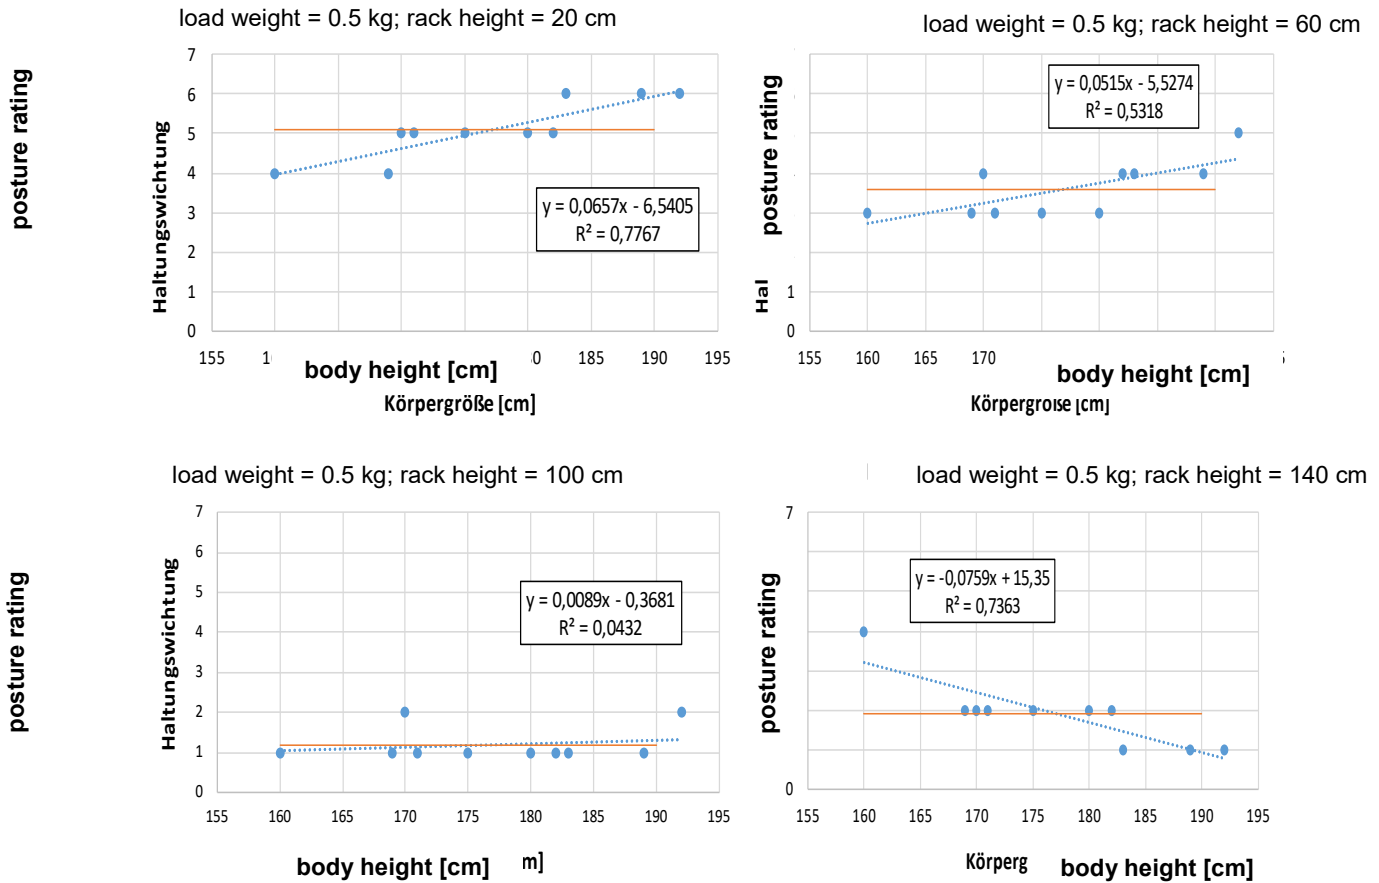 load weight = 0.5 kg; rack height = 20 cm
posture rating
Haltungswichtung
7
6
5
4
3
2
1
0
y = 0,0657x - 6,5405
R² = 0,7767
155 185 190 195
body height [cm]
Körpergröße [cm]
load weight = 0.5 kg; rack height = 60 cm
posture rating
Hal
1
0
y = 0,0515x - 5,5274
R² = 0,5318
155 160 165 170
body height [cm]
Körpergröße [cm]
load weight = 0.5 kg; rack height = 100 cm
posture rating
Haltungswichtung
7
6
5
4
3
2
1
0
y = 0,0089x - 0,3681
R² = 0,0432
155 160 165 170 175 180 185 190 195
body height [cm] m]
load weight = 0.5 kg; rack height = 140 cm
posture rating
7
0
y = -0,0759x + 15,35
R² = 0,7363
155 160 165 170 175 180 185 190 195
Körperg body height [cm]